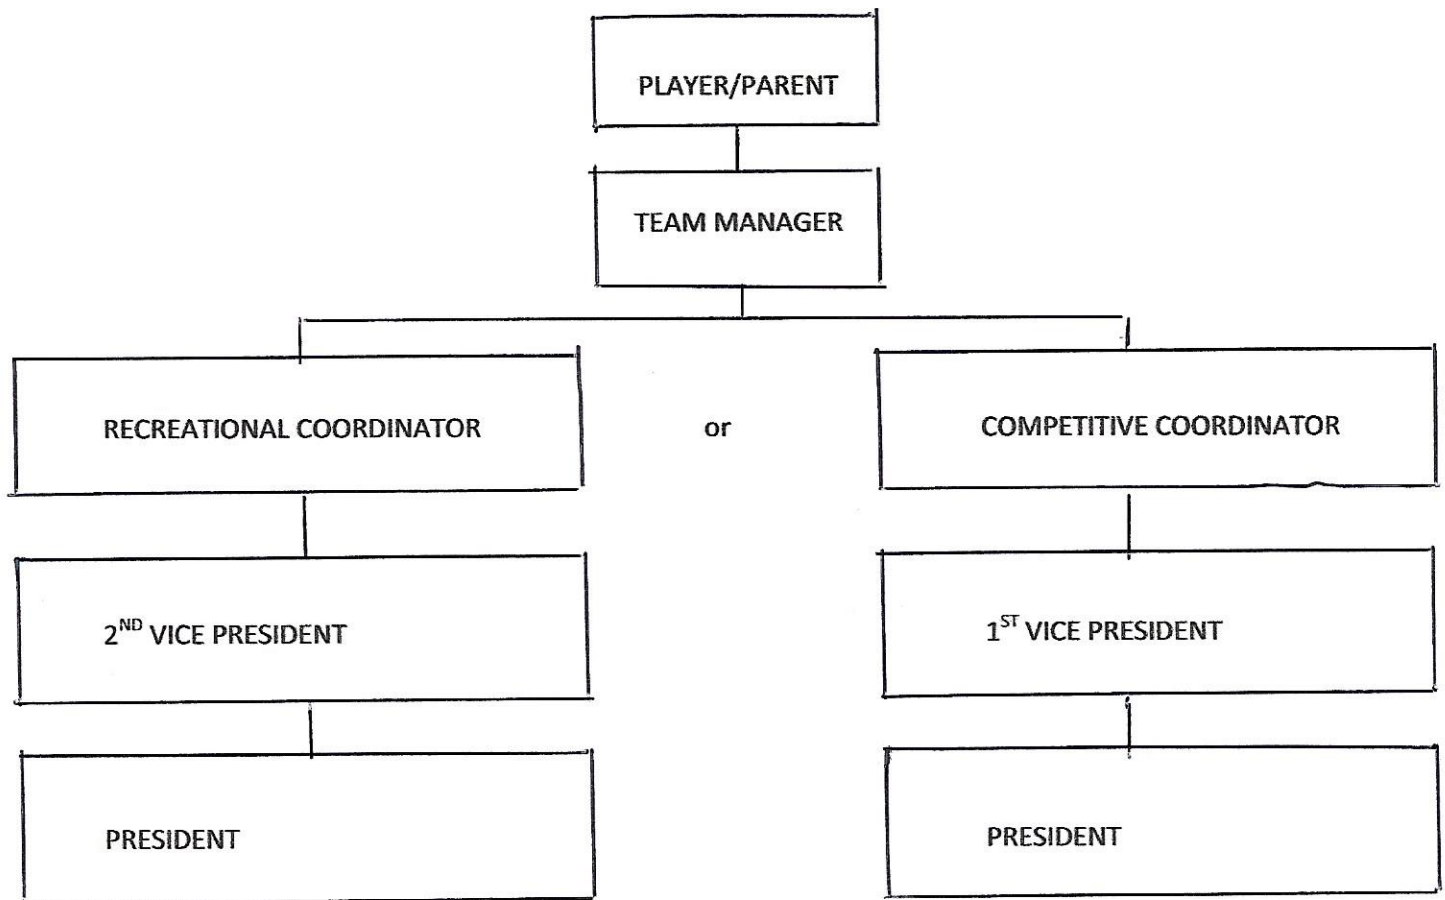 PLAYER/PARENT
TEAM MANAGER
RECREATIONAL COORDINATOR
or
COMPETITIVE COORDINATOR
2ND VICE PRESIDENT
1ST VICE PRESIDENT
PRESIDENT
PRESIDENT